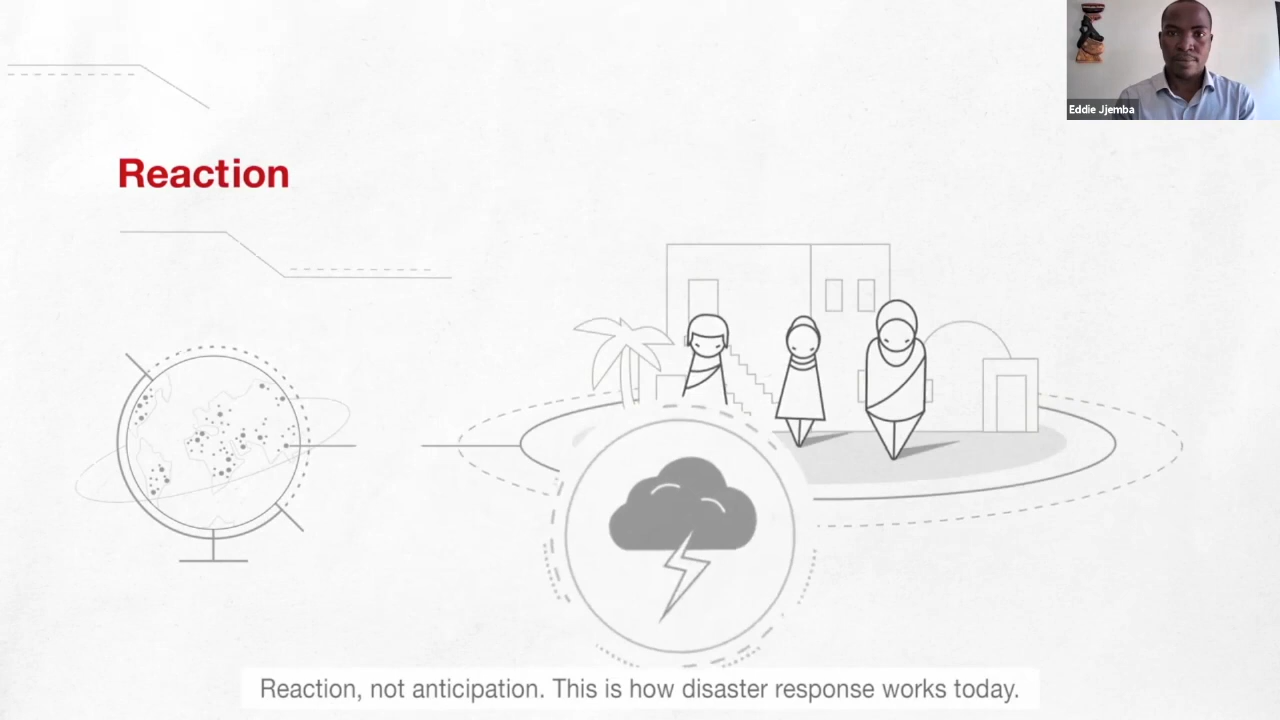 Eddie Jjemba
Reaction
Reaction, not anticipation. This is how disaster response works today.